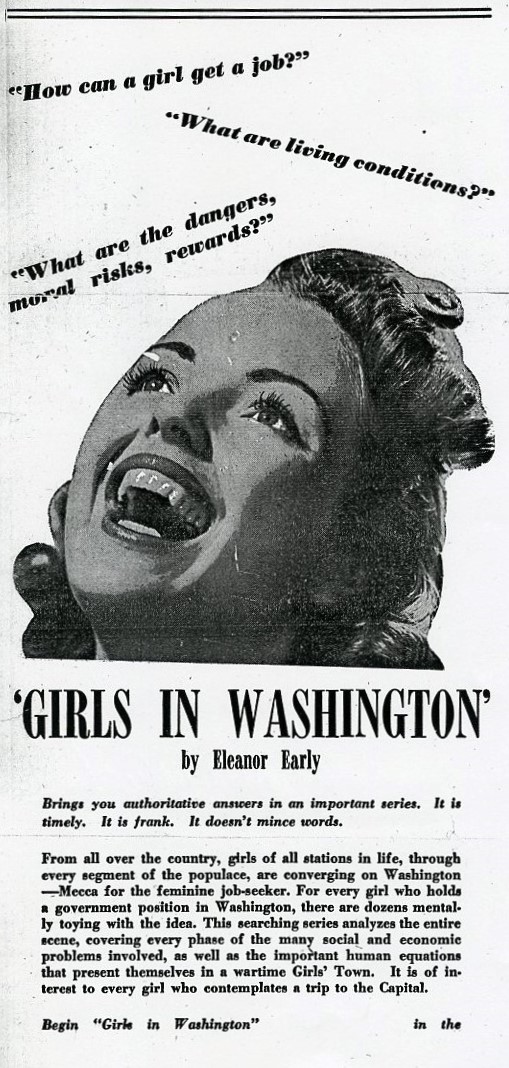 “How can a girl get a job?”
“What are living conditions?”
“What are the dangers,
moral risks, rewards?”
‘GIRLS IN WASHINGTON’
by Eleanor Early
Brings you authoritative answers in an important series. It is
timely. It is frank. It doesn’t mince words.
From all over the country, girls of all stations in life, through
every segment of the populace, are converging on Washington
—Mecca for the feminine job-seeker. For every girl who holds
a government position in Washington, there are dozens mental-
ly toying with the idea. This searching series analyzes the entire
scene, covering every phase of the many social and economic
problems involved, as well as the important human equations
that present themselves in a wartime Girls’ Town. It is of in-
terest to every girl who contemplates a trip to the Capital.
Begin “Girls in Washington” in the